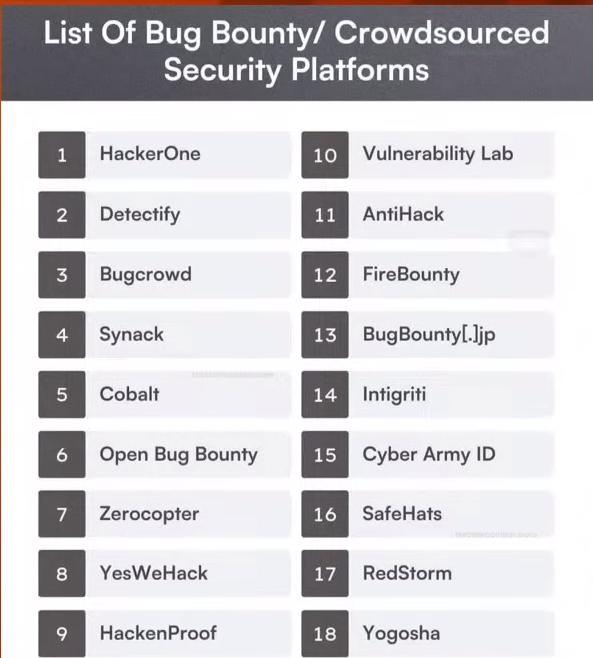 List Of Bug Bounty/ Crowdsourced
Security Platforms
1 HackerOne
2 Detectify
3 Bugcrowd
4 Synack
5 Cobalt
6 Open Bug Bounty
7 Zerocopter
8 YesWeHack
9 HackenProof
10 Vulnerability Lab
11 AntiHack
12 FireBounty
13 BugBounty[.]jp
14 Intigriti
15 Cyber Army ID
16 SafeHats
17 RedStorm
18 Yogosha